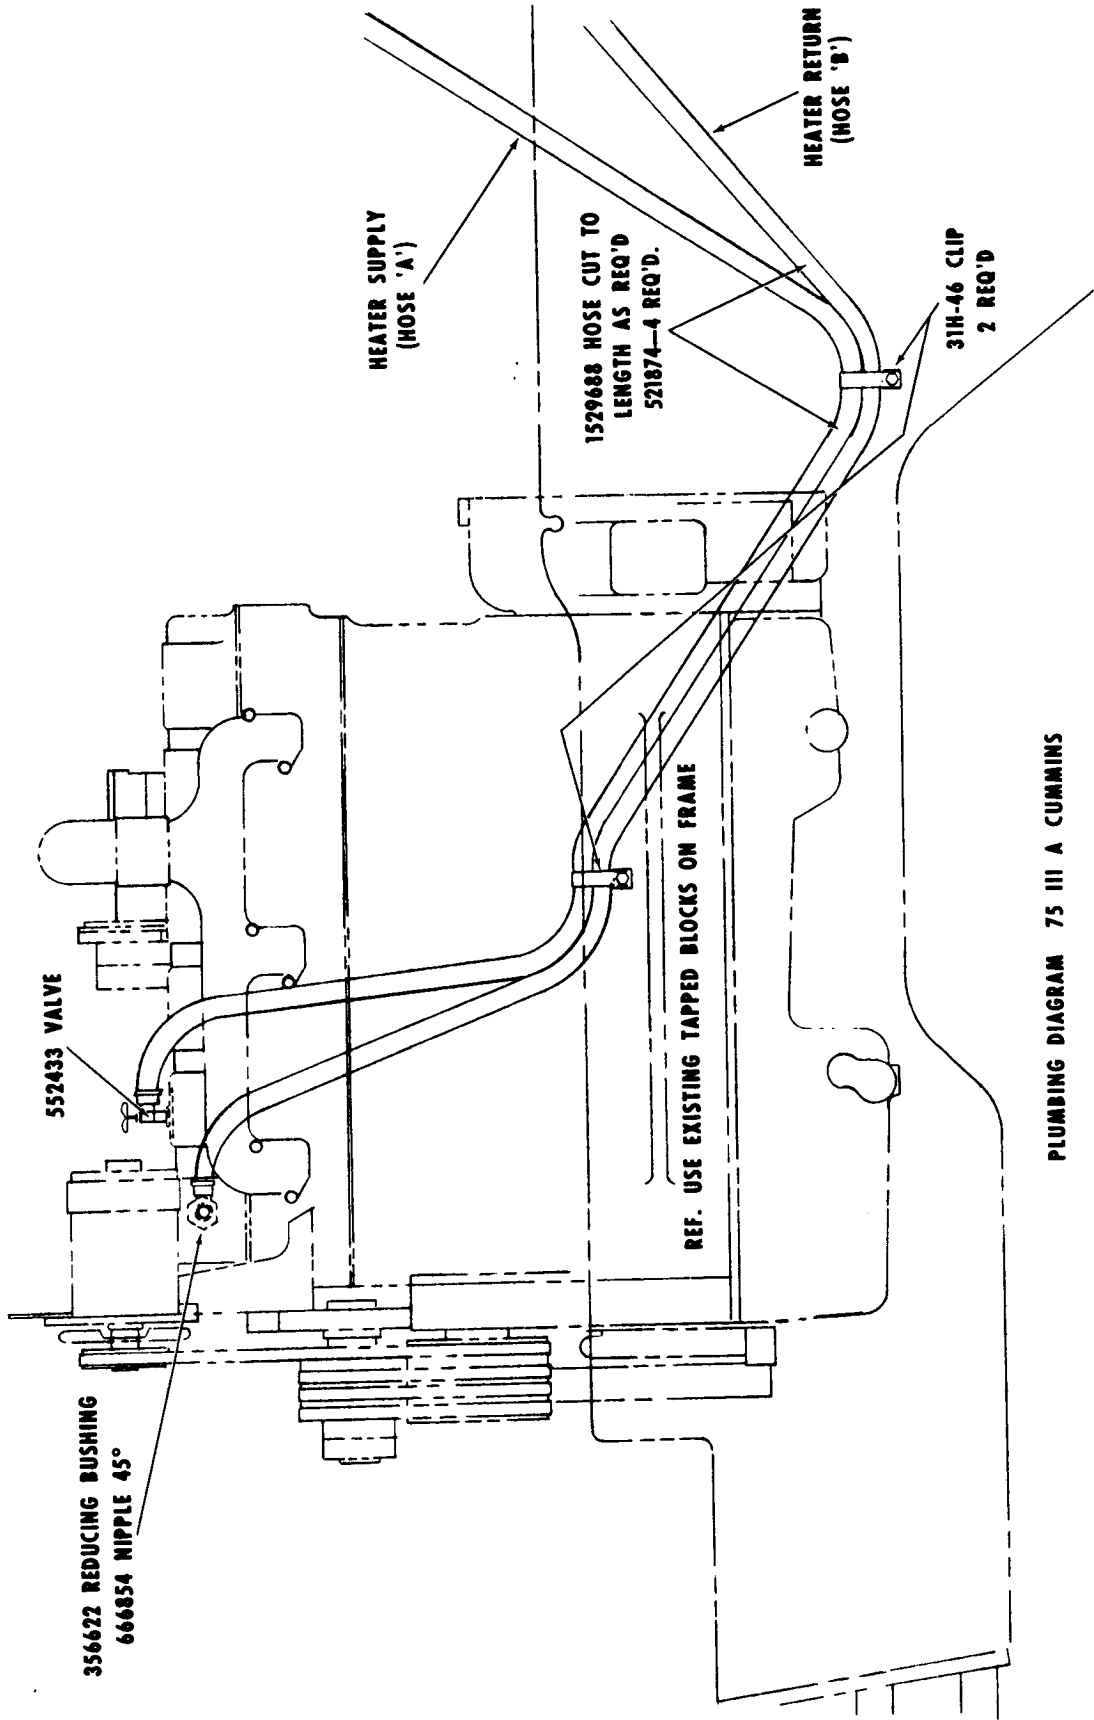 356622 REDUCING BUSHING
666854 NIPPLE 45°
552433 VALVE
HEATER SUPPLY
(HOSE 'A')
1529688 HOSE CUT TO
LENGTH AS REQ'D
521874—4 REQ'D.
HEATER RETURN
(HOSE 'B')
31H-46 CLIP
2 REQ'D
REF. USE EXISTING TAPPED BLOCKS ON FRAME
PLUMBING DIAGRAM 75 III A CUMMINS